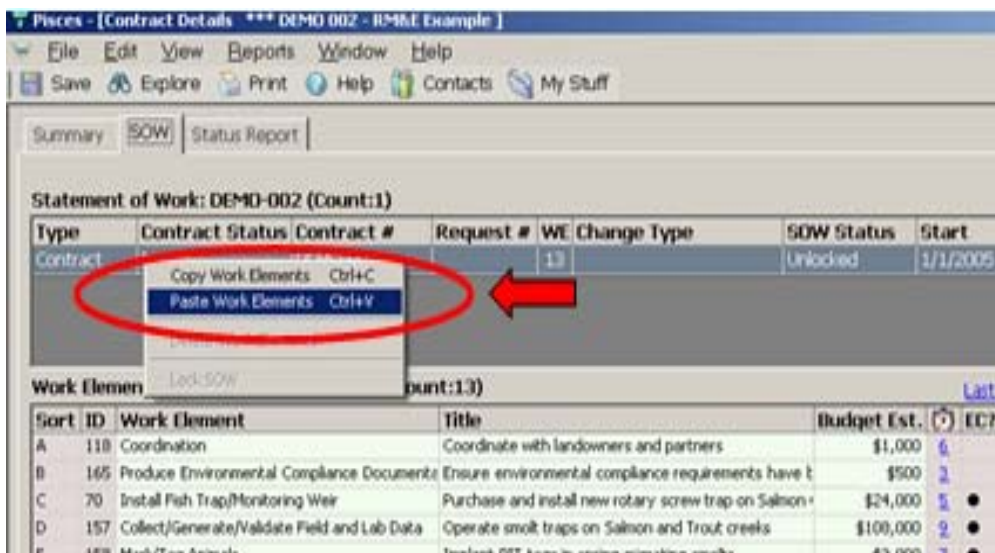 Pisces - [Contract Details *** DEMO 002 - RM&E Example ]
File Edit View Reports Window Help
Save Explore Print Help Contacts My Stuff
Summary SOW Status Report
Statement of Work: DEMO-002 (Count:1)
Type Contract Status Contract # Request # WE Change Type SOW Status Start
Contract 13 Unlocked 1/1/2005
Copy Work Elements Ctrl+C
Paste Work Elements Ctrl+V
Lock SOW
Work Elemen ount:13) Last
Sort ID Work Element Title Budget Est. EC?
A 118 Coordination Coordinate with landowners and partners $1,000 6
B 165 Produce Environmental Compliance Documenta Ensure environmental compliance requirements have b $500 3
C 70 Install Fish Trap/Monitoring Weir Purchase and install new rotary screw trap on Salmon $24,000 5
D 157 Collect/Generate/Validate Field and Lab Data Operate smolt traps on Salmon and Trout creeks $100,000 9